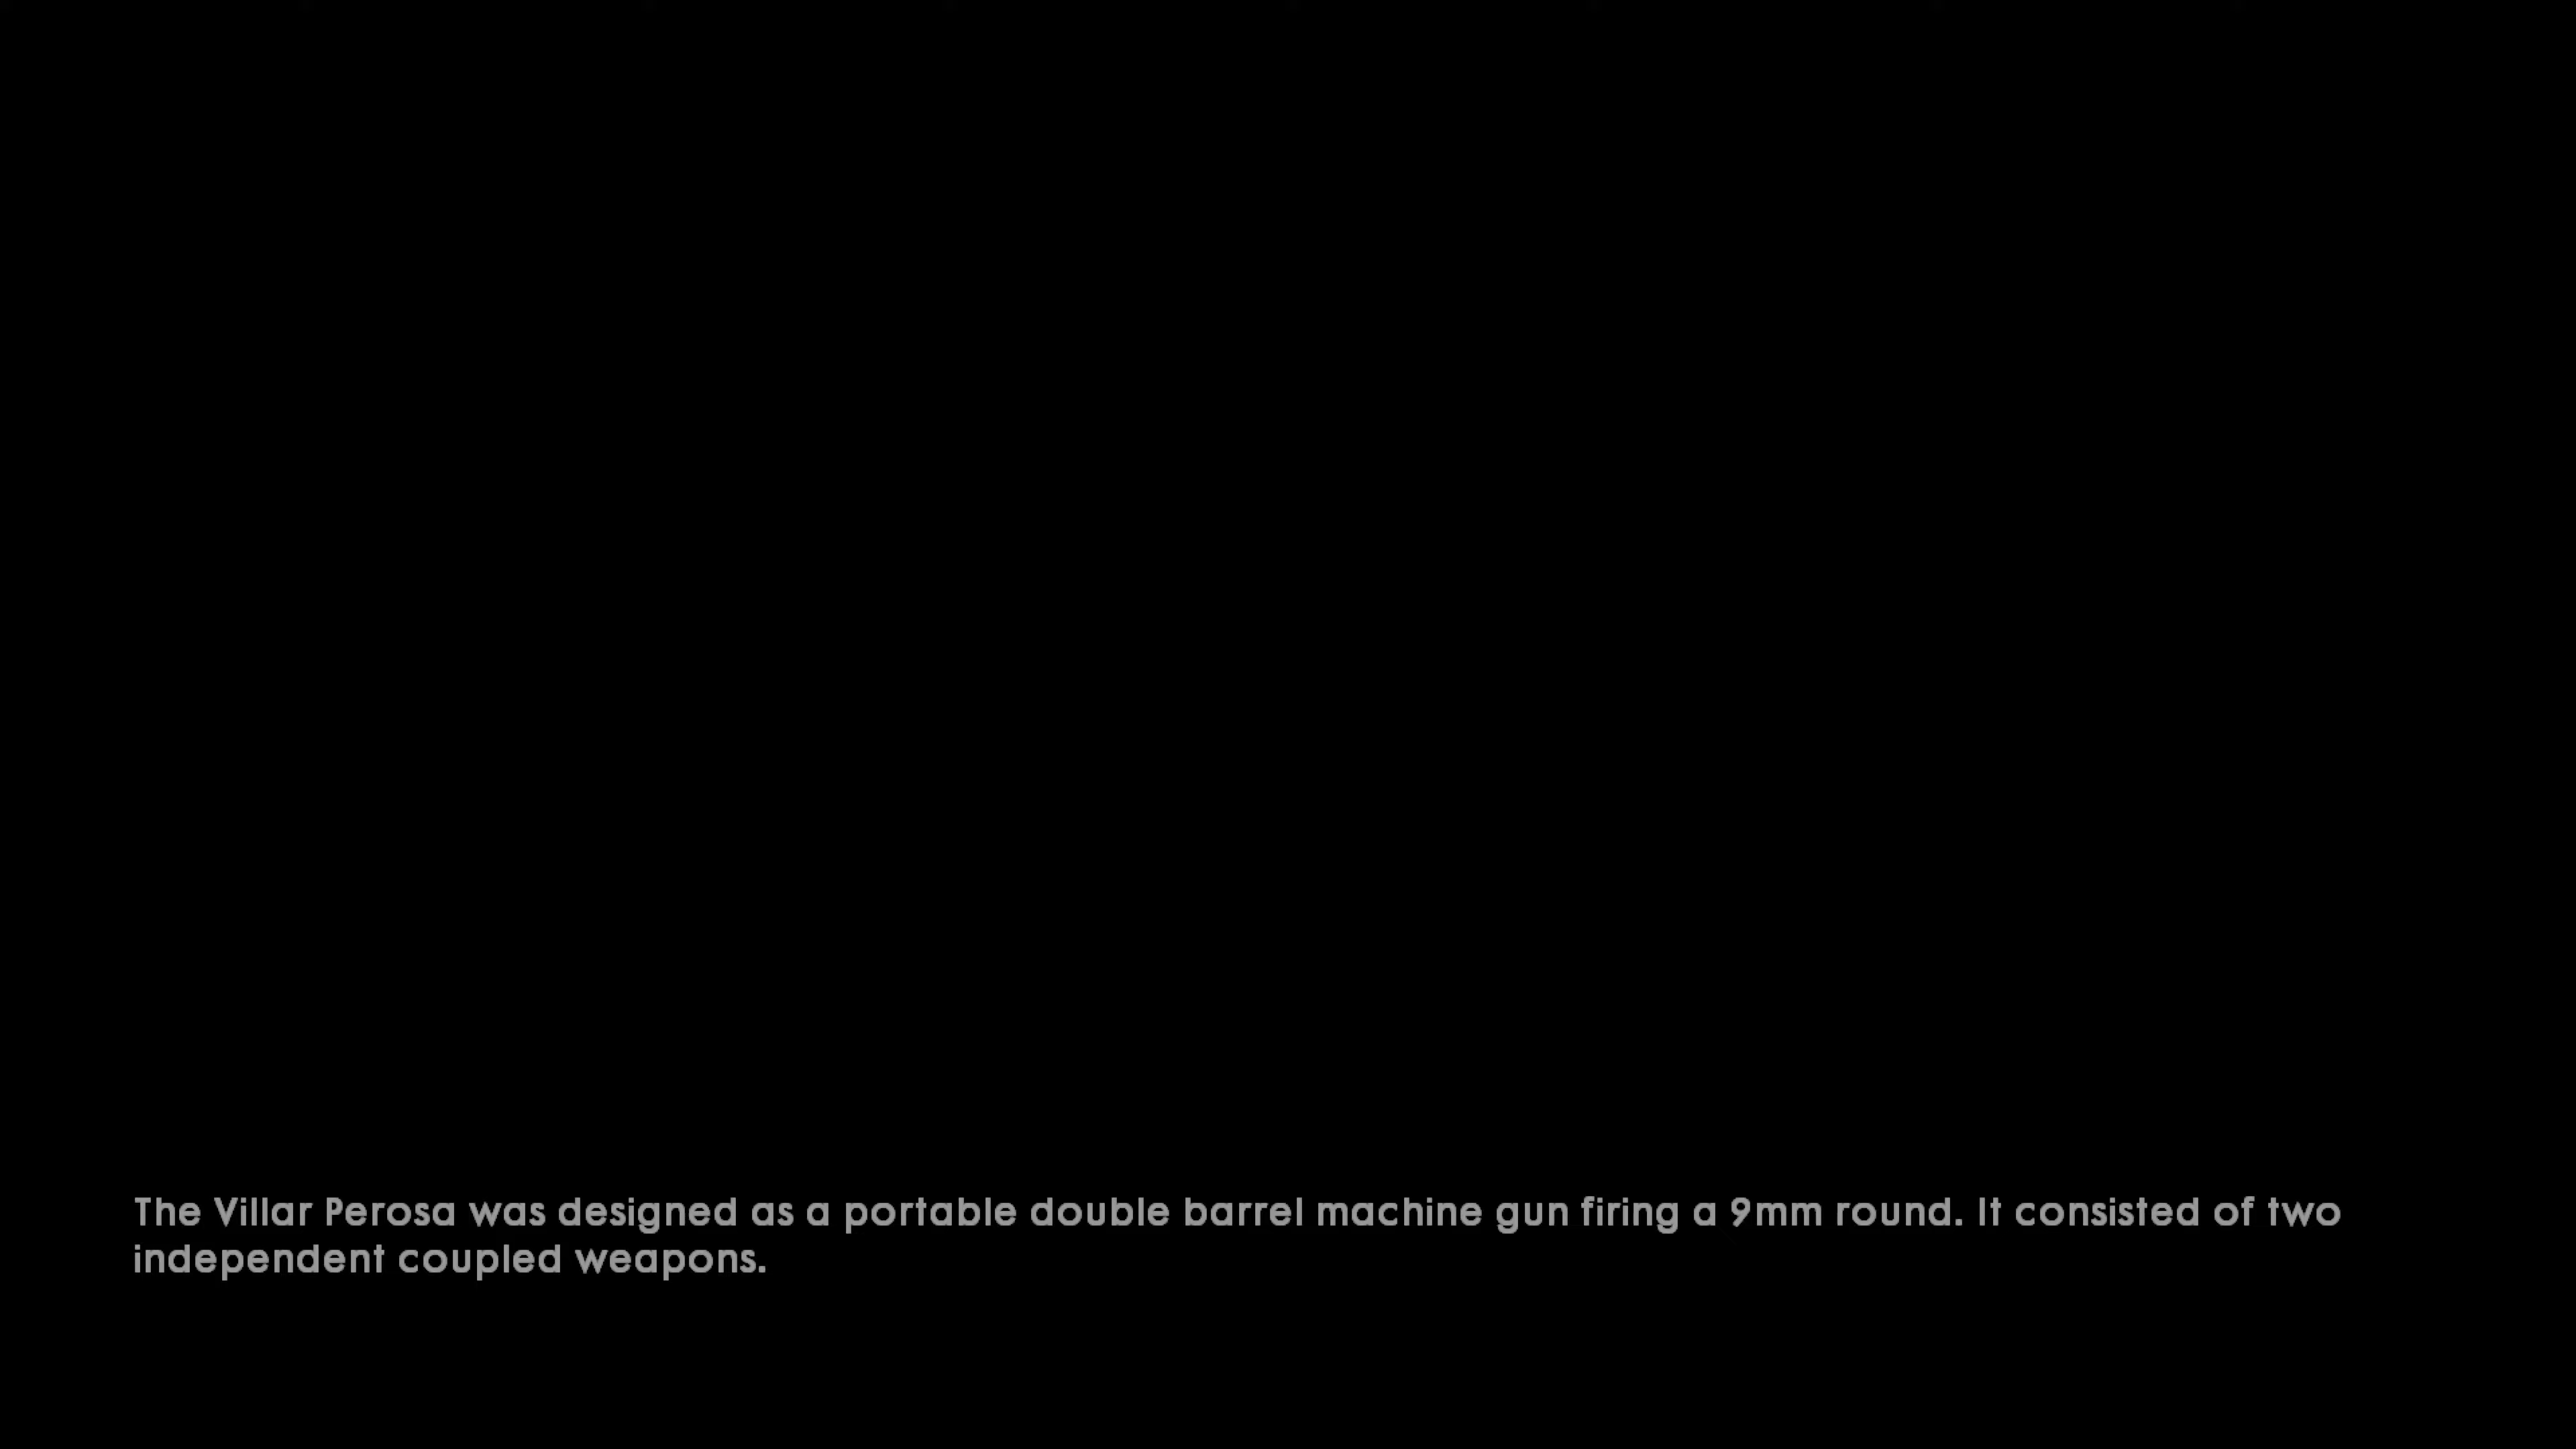 The Villar Perosa was designed as a portable double barrel machine gun firing a 9mm round. It consisted of two
independent coupled weapons.